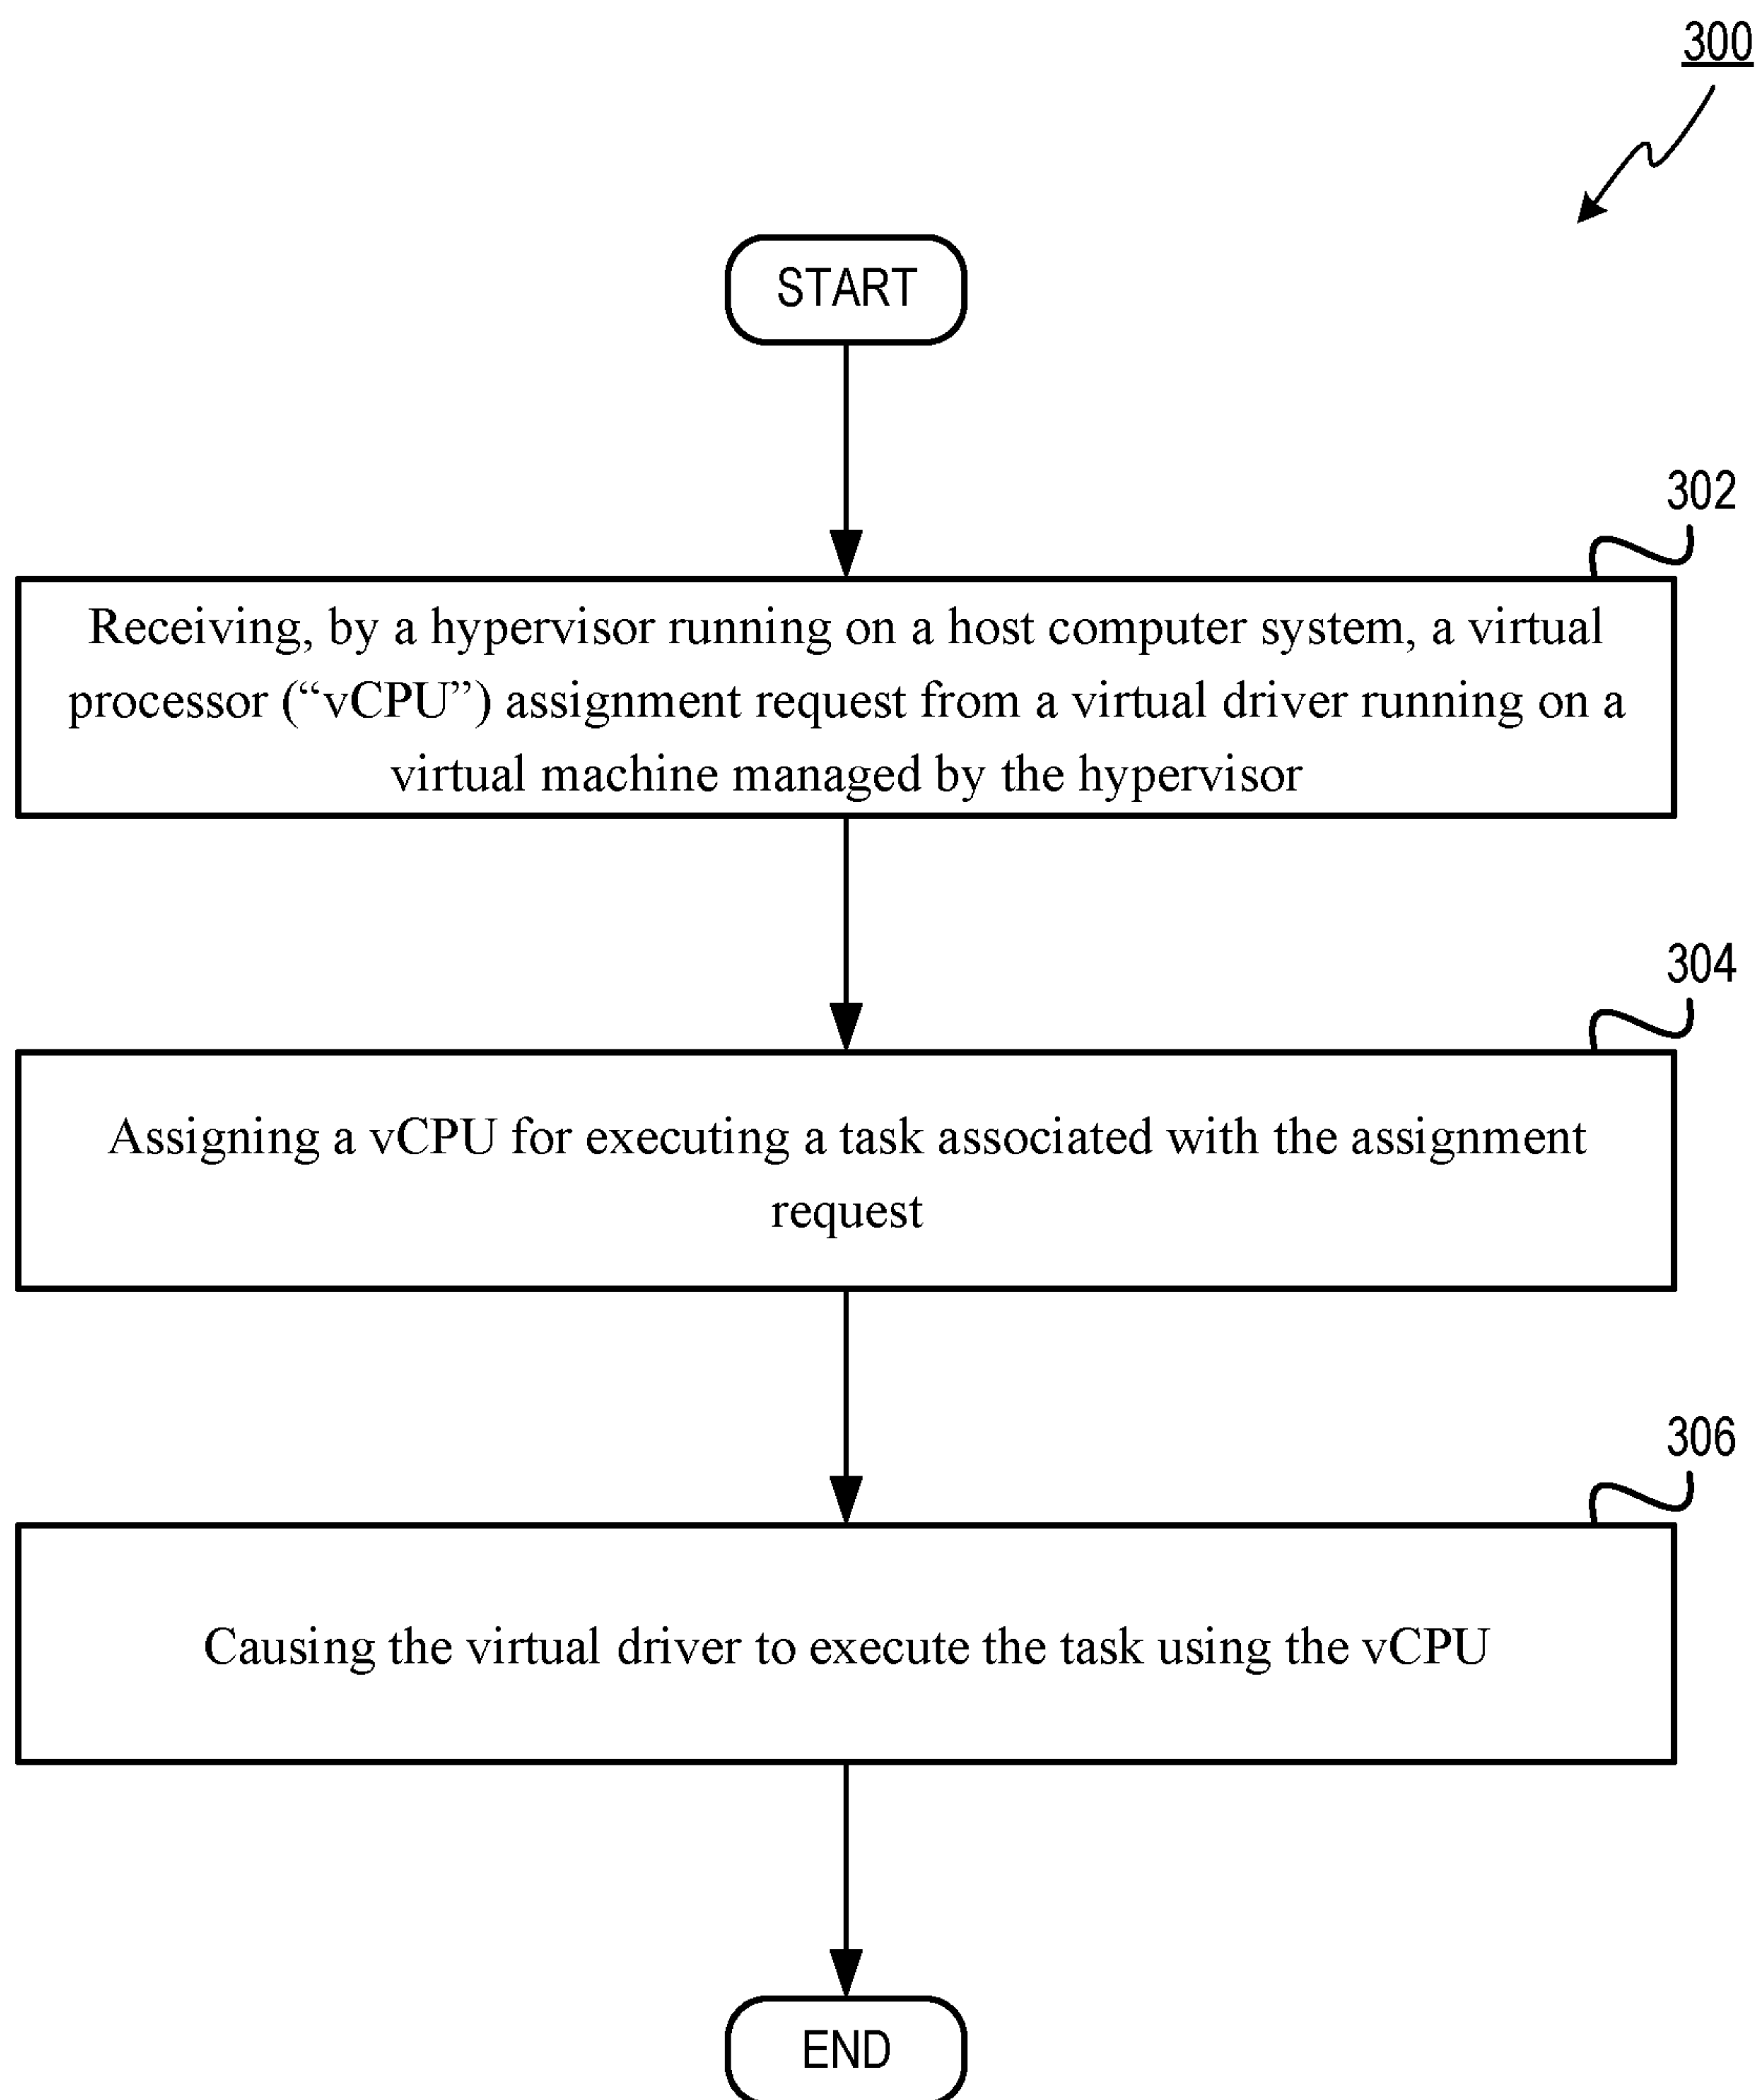 300
START
302
Receiving, by a hypervisor running on a host computer system, a virtual
processor (“vCPU”) assignment request from a virtual driver running on a
virtual machine managed by the hypervisor
304
Assigning a vCPU for executing a task associated with the assignment
request
306
Causing the virtual driver to execute the task using the vCPU
END